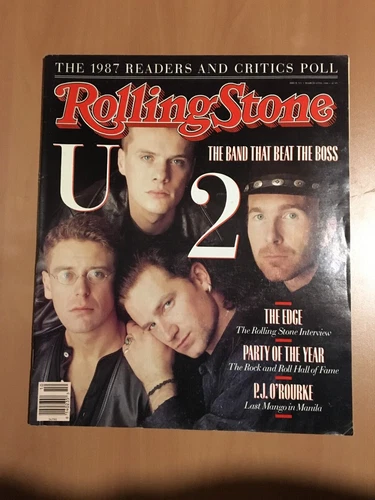 THE 1987 READERS AND CRITICS POLL
RollingStone
U2
THE BAND THAT BEAT THE BOSS
THE EDGE
The Rolling Stone Interview
PARTY OF THE YEAR
The Rock and Roll Hall of Fame
P.J. O'ROURKE
Last Mango in Manila